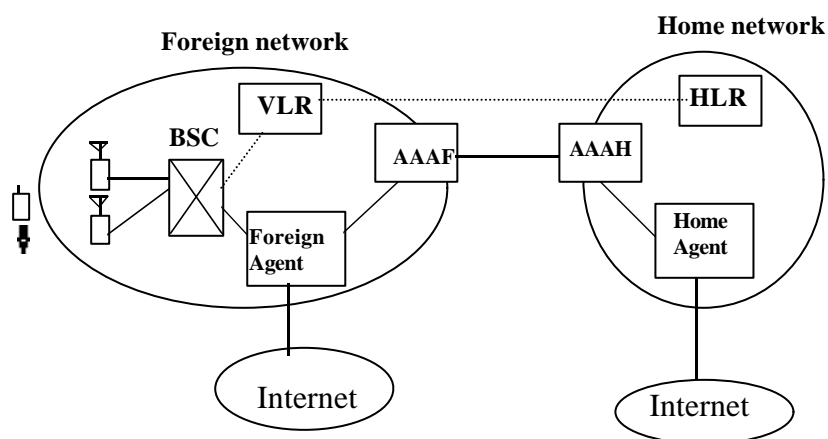 Foreign network
Home network
VLR
HLR
BSC
AAAF
AAAH
Foreign
Agent
Home
Agent
Internet
Internet